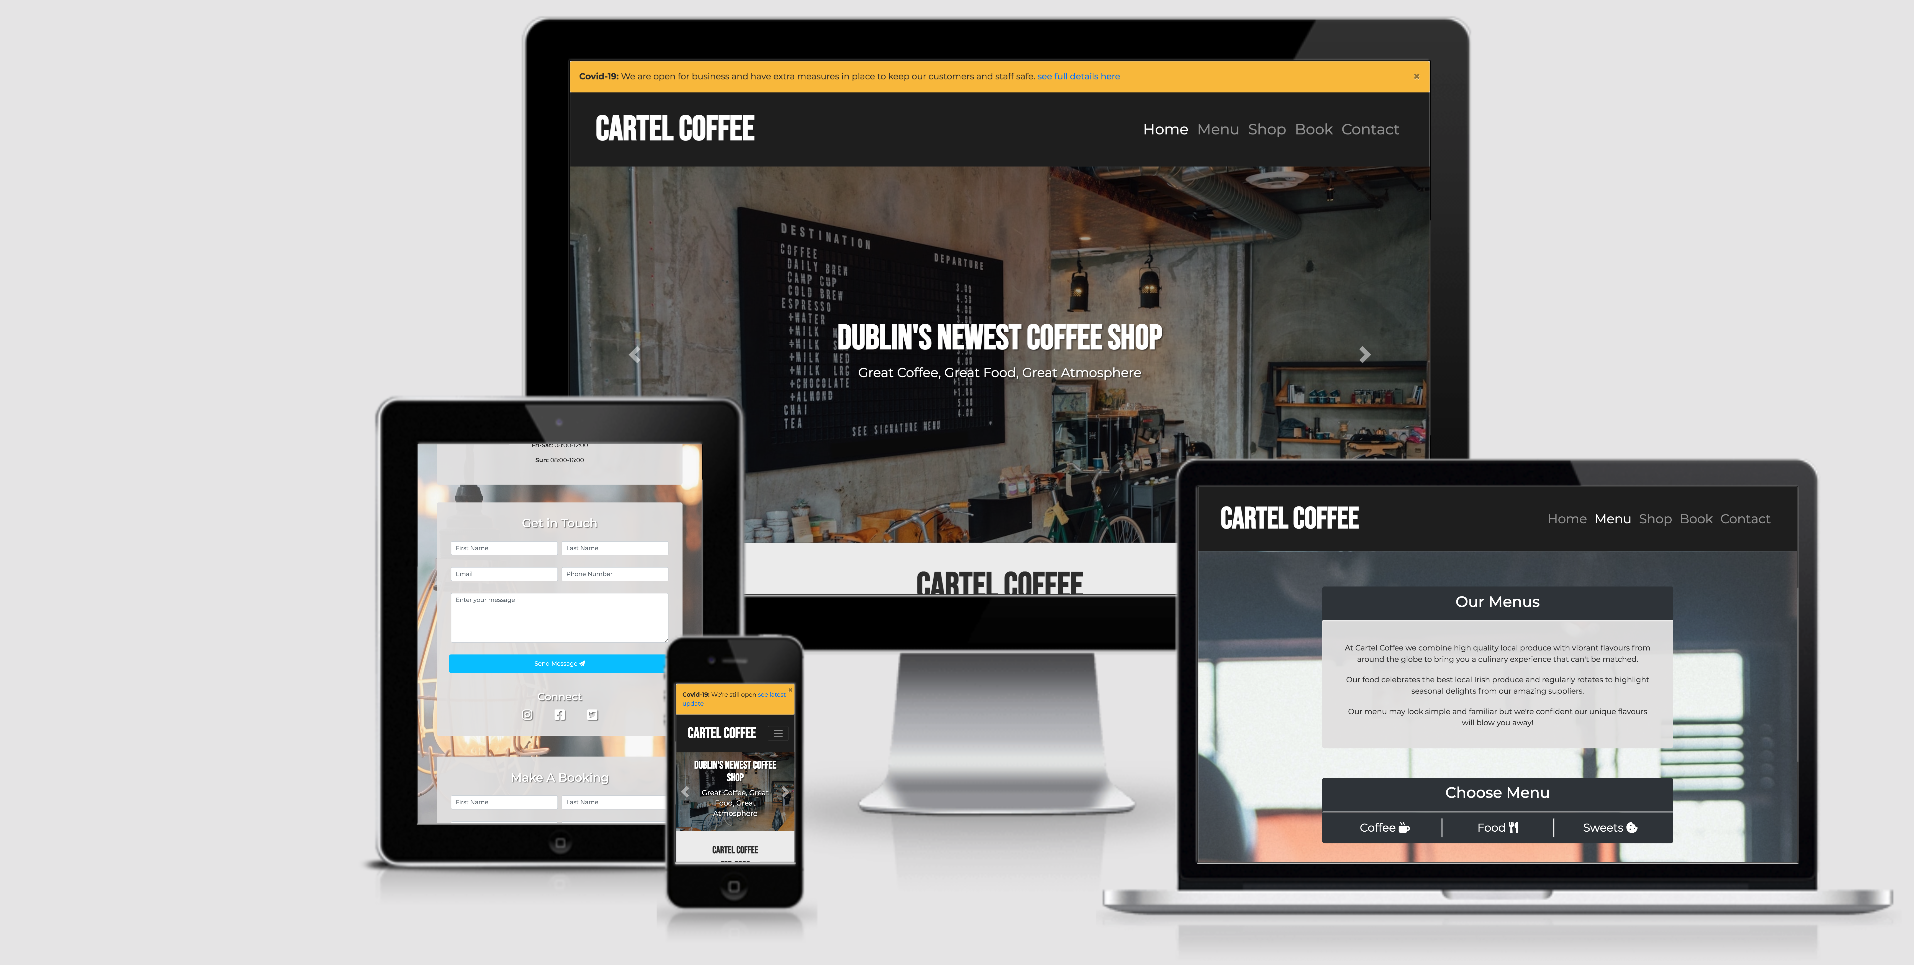 Covid-19: We are open for business and have extra measures in place to keep our customers and staff safe. see full details here ×
CARTEL COFFEE
Home Menu Shop Book Contact
DESTINATION
DEPARTURE
COFFEE 3.00
DAILY BREW 4.50
CAMP CUP
COLD BREW
ESPRESSO
+WATER
+MILK
+MILK MED
+MILK LRG
+CHOCOLATE
+ALMOND
CHAI
TEA 4.00
SEE SIGNATURE MENU
DUBLIN'S NEWEST COFFEE SHOP
Great Coffee, Great Food, Great Atmosphere
CARTEL COFFEE
Sun: 08:00-16:00
Get in Touch
First Name Last Name
Email Phone Number
Enter your message
Send Message
Connect
Make A Booking
First Name Last Name
Covid-19: We're still open see latest ×
update
CARTEL COFFEE
DUBLIN'S NEWEST COFFEE
SHOP
Great Coffee, Great
Food, Great
Atmosphere
CARTEL COFFEE
CARTEL COFFEE
Home Menu Shop Book Contact
Our Menus
At Cartel Coffee we combine high quality local produce with vibrant flavours from
around the globe to bring you a culinary experience that can't be matched.
Our food celebrates the best local Irish produce and regularly rotates to highlight
seasonal delights from our amazing suppliers.
Our menu may look simple and familiar but we're confident our unique flavours
will blow you away!
Choose Menu
Coffee
Food
Sweets